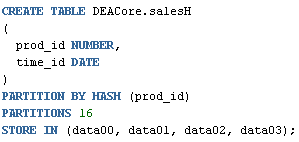 CREATE TABLE DEACore.salesH
(
prod_id NUMBER,
time_id DATE
)
PARTITION BY HASH (prod_id)
PARTITIONS 16
STORE IN (data00, data01, data02, data03);